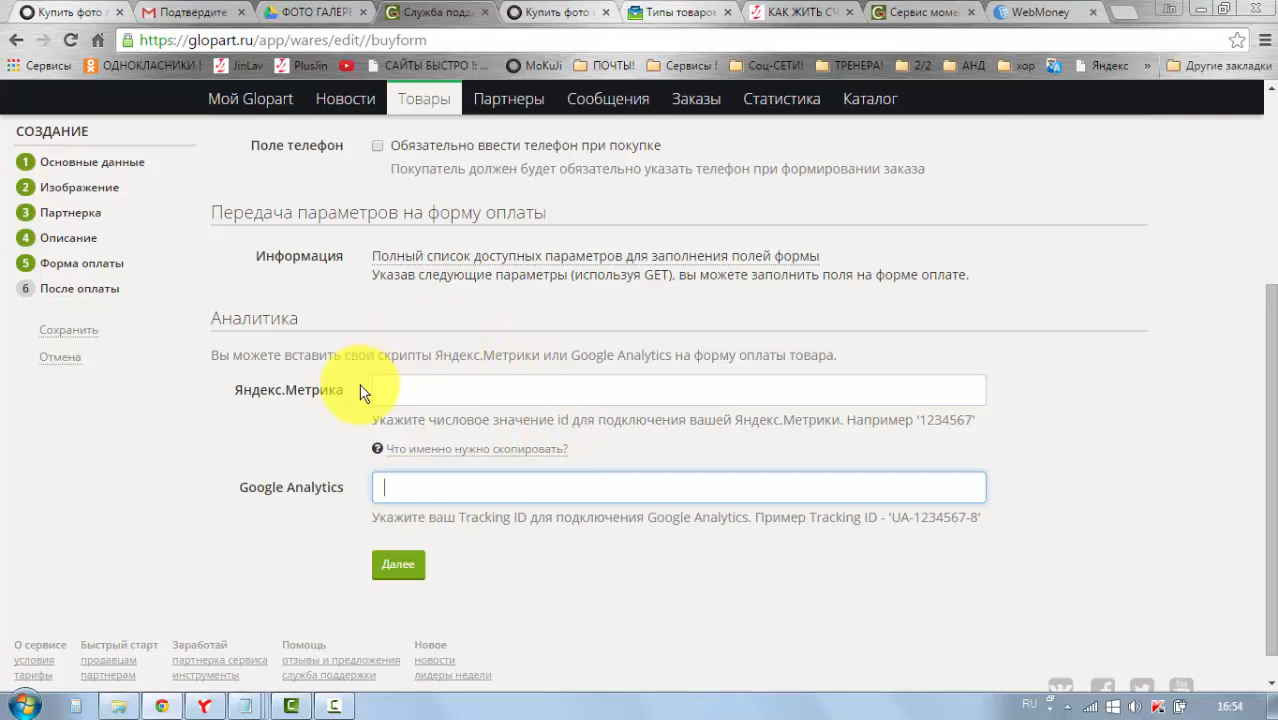 Купить фото г
Подтвердите
ФОТО ГАЛЕР
Служба подд
Купить фото
Типы товаров
КАК ЖИТЬ СЧ
Сервис моме
WebMoney
https://glopart.ru/app/wares/edit//buyform
Сервисы
ОДНОКЛАСНИКИ !
JinLav
PlusJin
САЙТЫ БЫСТРО !: ...
МоКшi
ПОЧТЫ!
Сервисы !
Соц-СЕТИ!
ТРЕНЕРА!
2/2
АНД
хор
Яндекс
»
Другие закладки
Мой Glopart
Новости
Товары
Партнеры
Сообщения
Заказы
Статистика
Каталог
СОЗДАНИЕ
1 Основные данные
2 Изображение
3 Партнерка
4 Описание
5 Форма оплаты
6 После оплаты
Сохранить
Отмена
Поле телефон
Обязательно ввести телефон при покупке
Покупатель должен будет обязательно указать телефон при формировании заказа
Передача параметров на форму оплаты
Информация
Полный список доступных параметров для заполнения полей формы
Указав следующие параметры (используя GET), вы можете заполнить поля на форме оплате.
Аналитика
Вы можете вставить свои скрипты Яндекс.Метрики или Google Analytics на форму оплаты товара.
Яндекс.Метрика
Укажите числовое значение id для подключения вашей Яндекс.Метрики. Например '1234567'
Что именно нужно скопировать?
Google Analytics
Укажите ваш Tracking ID для подключения Google Analytics. Пример Tracking ID - 'UA-1234567-8'
Далее
О сервисе
условия
тарифы
Быстрый старт
продавцам
партнерам
Заработай
партнерка сервиса
инструменты
Помощь
отзывы и предложения
служба поддержки
Новое
новости
лидеры недели
RU
16:54